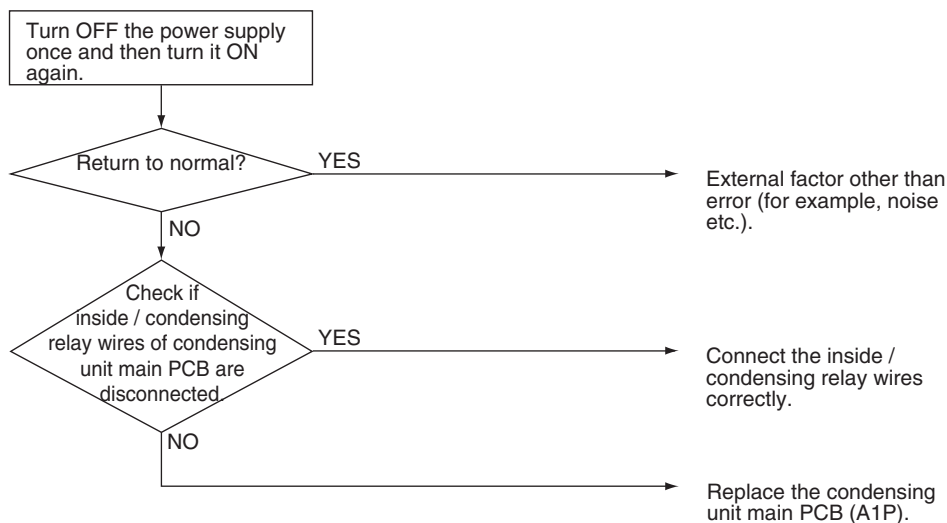 Turn OFF the power supply
once and then turn it ON
again.
Return to normal?
YES
External factor other than
error (for example, noise
etc.).
NO
Check if
inside / condensing
relay wires of condensing
unit main PCB are
disconnected.
YES
Connect the inside /
condensing relay wires
correctly.
NO
Replace the condensing
unit main PCB (A1P).